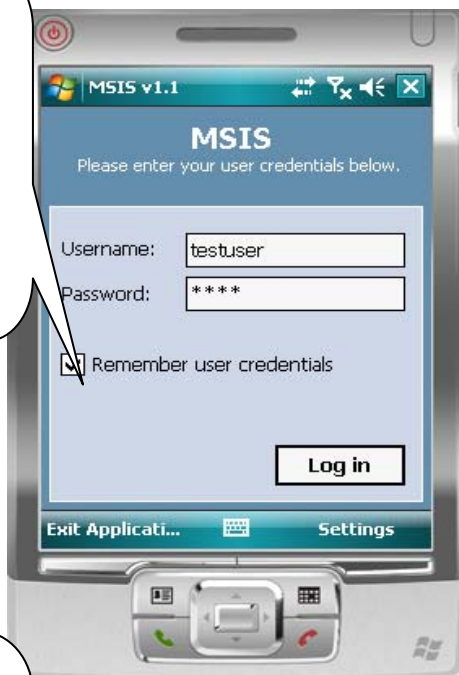 MSIS v1.1
MSIS
Please enter your user credentials below.
Username: testuser
Password: ****
Remember user credentials
Log in
Exit Applicati... Settings